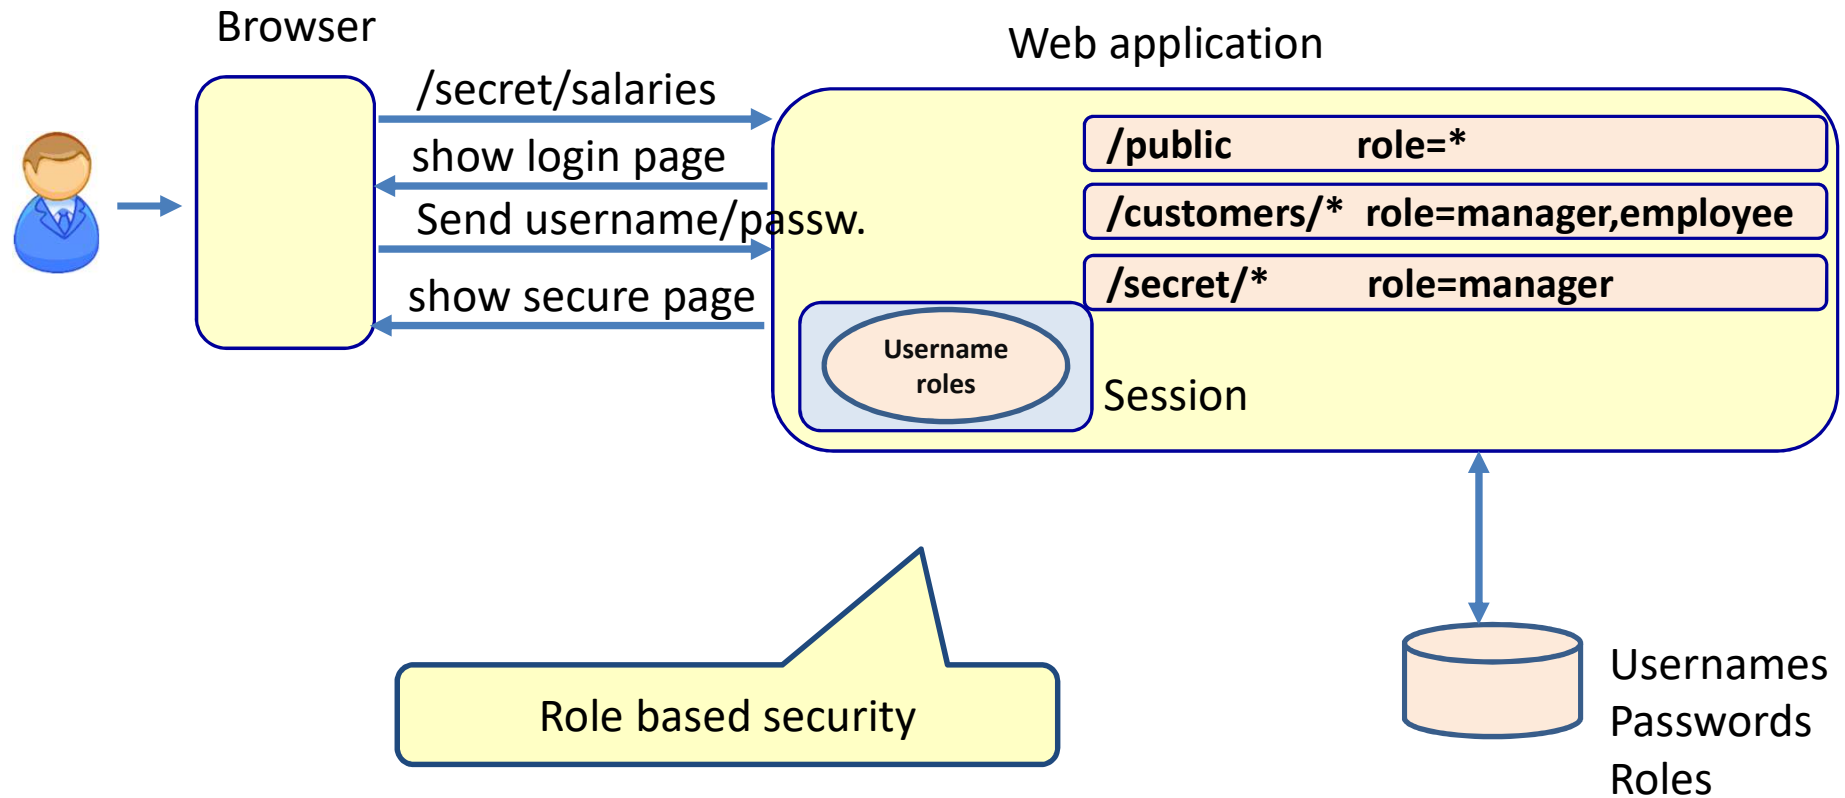 Browser
Web application
/secret/salaries
show login page
Send username/passw.
show secure page
/public role=*
/customers/* role=manager,employee
/secret/* role=manager
Username
roles
Session
Role based security
Usernames
Passwords
Roles